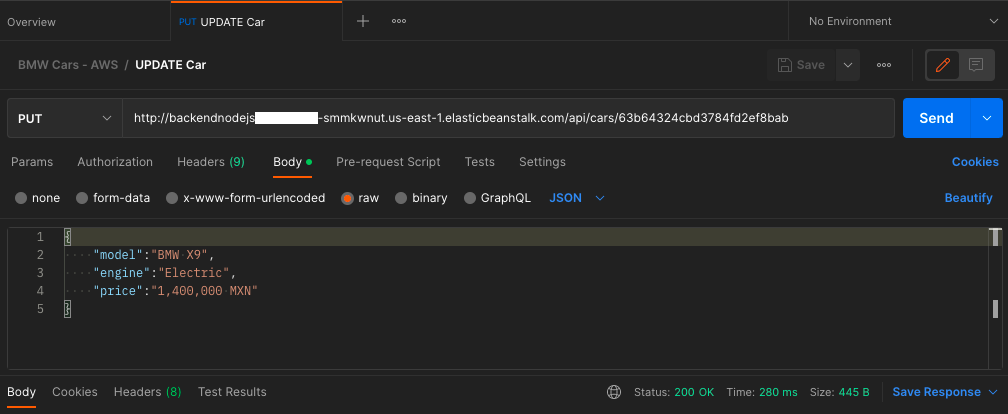 Overview
PUT UPDATE Car
+
No Environment
BMW Cars - AWS / UPDATE Car
Save
PUT
http://backendnodejs -smmkwnut.us-east-1.elasticbeanstalk.com/api/cars/63b64324cbd3784fd2ef8bab
Send
Params Authorization Headers (9) Body Pre-request Script Tests Settings Cookies
none form-data x-www-form-urlencoded raw binary GraphQL JSON Beautify
1 {
2 "model":"BMW X9",
3 "engine":"Electric",
4 "price":"1,400,000 MXN"
5 }
Body Cookies Headers (8) Test Results Status: 200 OK Time: 280 ms Size: 445 B Save Response